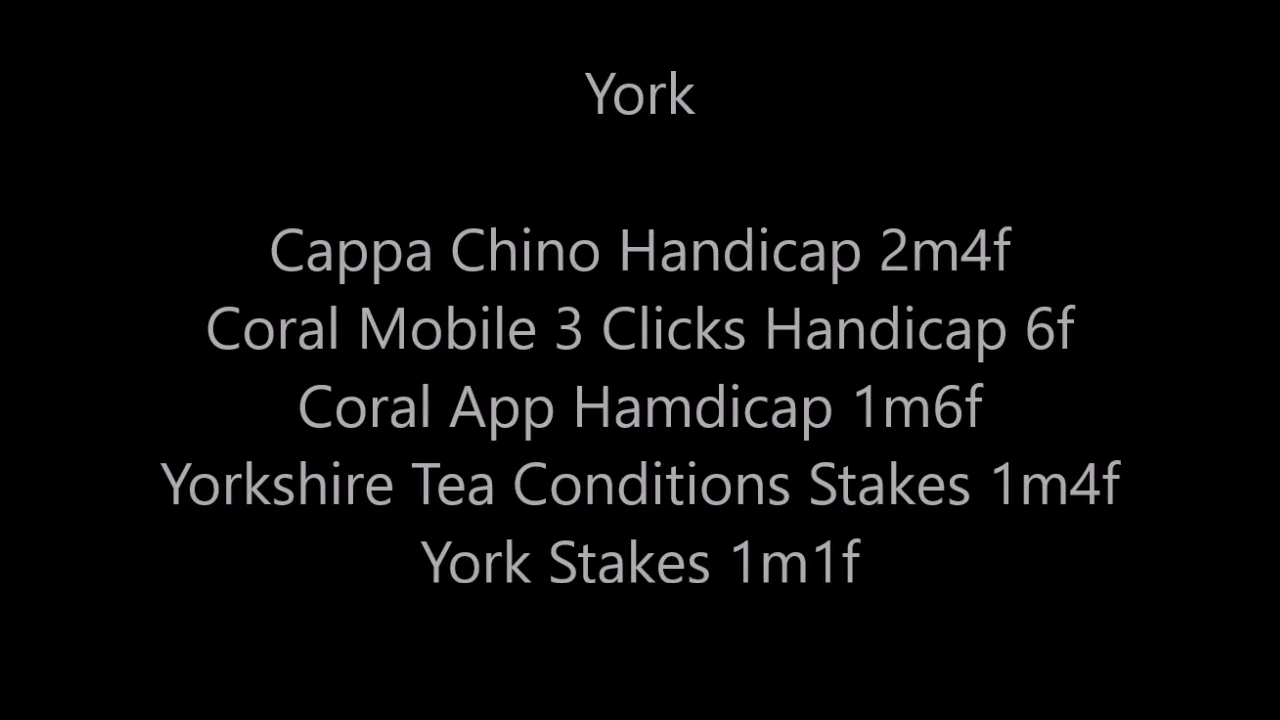 York
Cappa Chino Handicap 2m4f
Coral Mobile 3 Clicks Handicap 6f
Coral App Hamdicap 1m6f
Yorkshire Tea Conditions Stakes 1m4f
York Stakes 1m1f